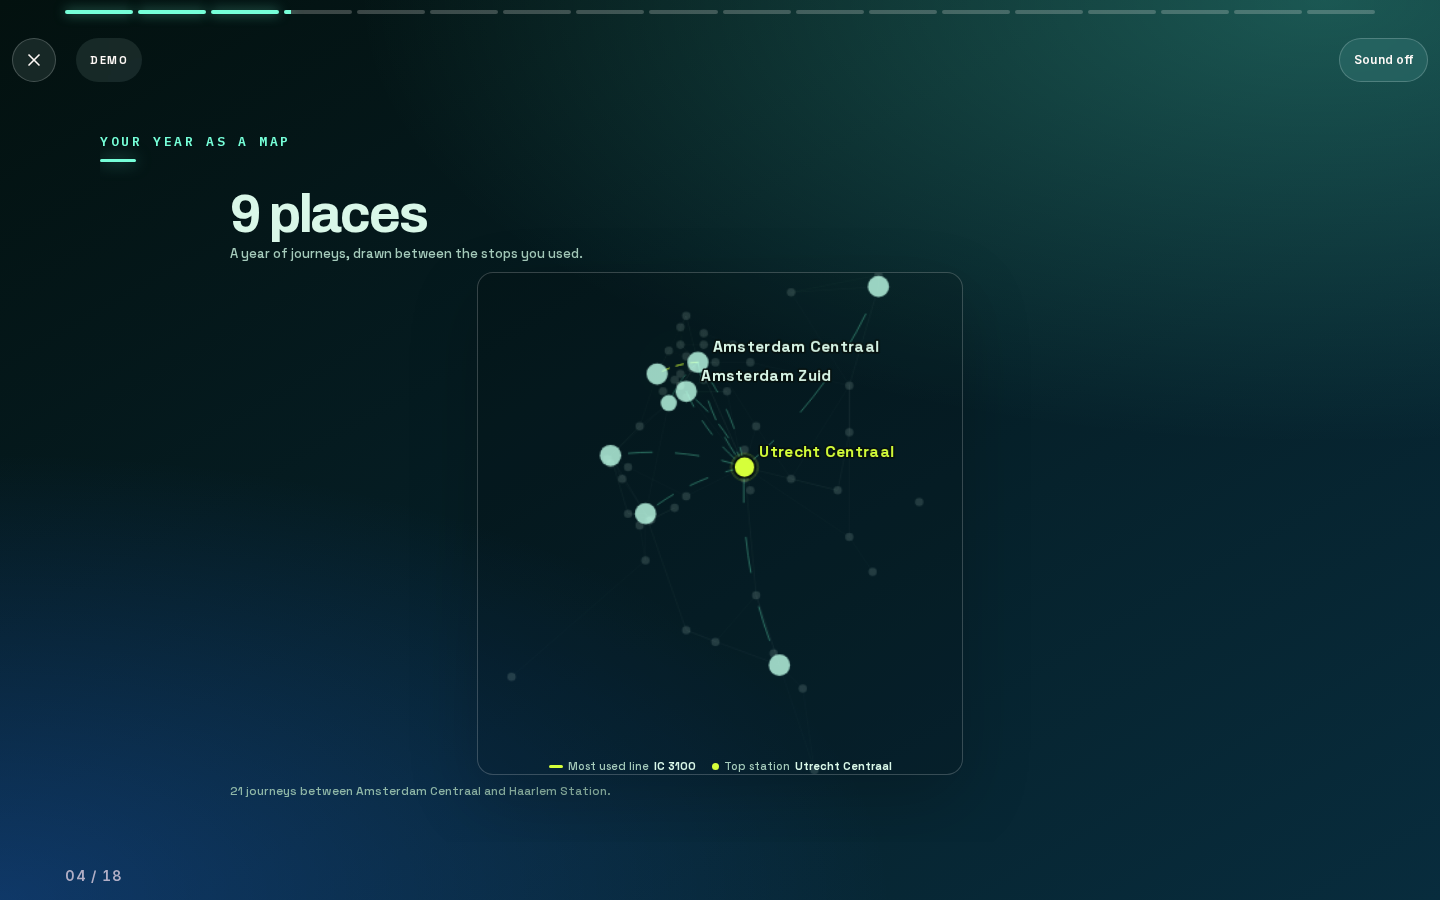 DEMO
Sound off
YOUR YEAR AS A MAP
9 places
A year of journeys, drawn between the stops you used.
Amsterdam Centraal
Amsterdam Zuid
Utrecht Centraal
Most used line IC 3100 Top station Utrecht Centraal
21 journeys between Amsterdam Centraal and Haarlem Station.
04 / 18